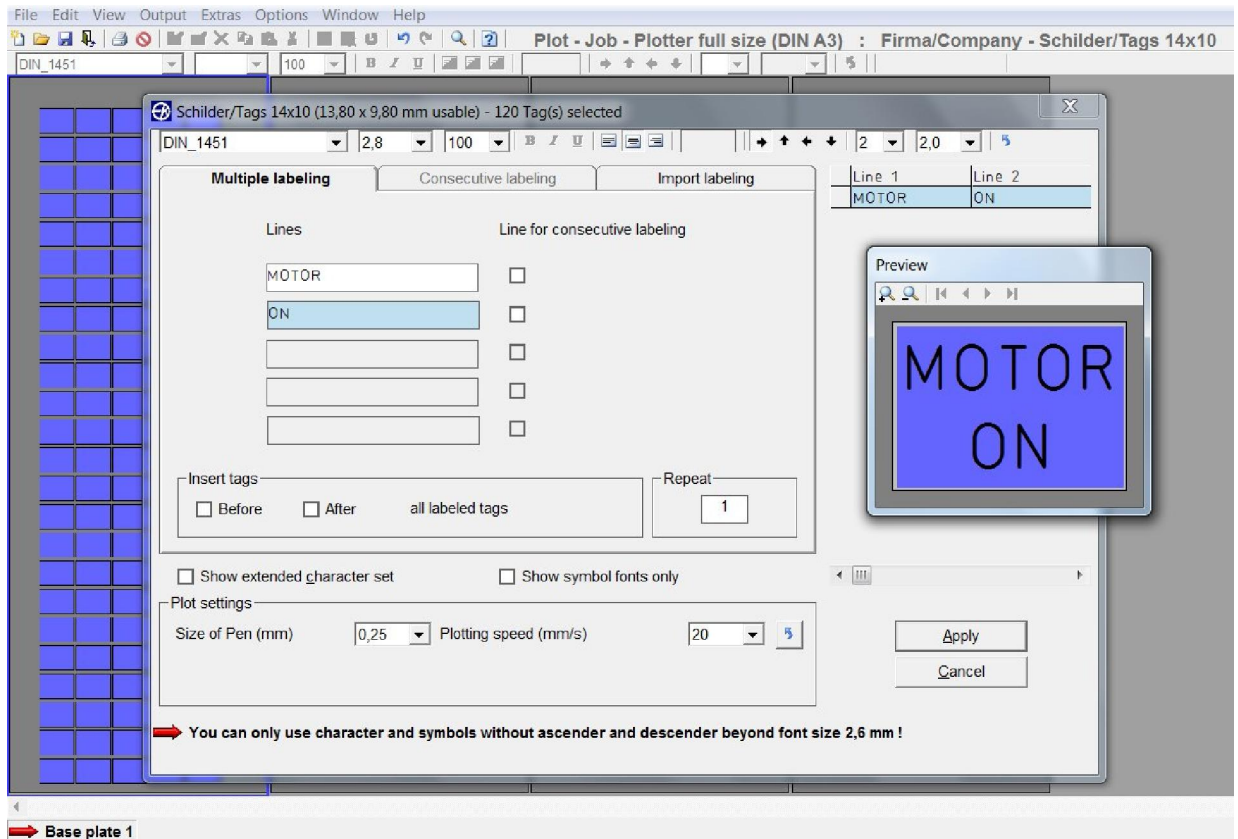 File Edit View Output Extras Options Window Help
Plot - Job - Plotter full size (DIN A3) : Firma/Company - Schilder/Tags 14x10
DIN_1451 100 B I U
Schilder/Tags 14x10 (13,80 x 9,80 mm usable) - 120 Tag(s) selected
DIN_1451 2,8 100 B I U 2 2,0
Multiple labeling Consecutive labeling Import labeling
Line 1 Line 2
MOTOR ON
Lines Line for consecutive labeling
MOTOR
ON
Preview
MOTOR
ON
Insert tags
Before After all labeled tags
Repeat
1
Show extended character set Show symbol fonts only
Plot settings
Size of Pen (mm) 0,25 Plotting speed (mm/s) 20
Apply
Cancel
You can only use character and symbols without ascender and descender beyond font size 2,6 mm !
Base plate 1